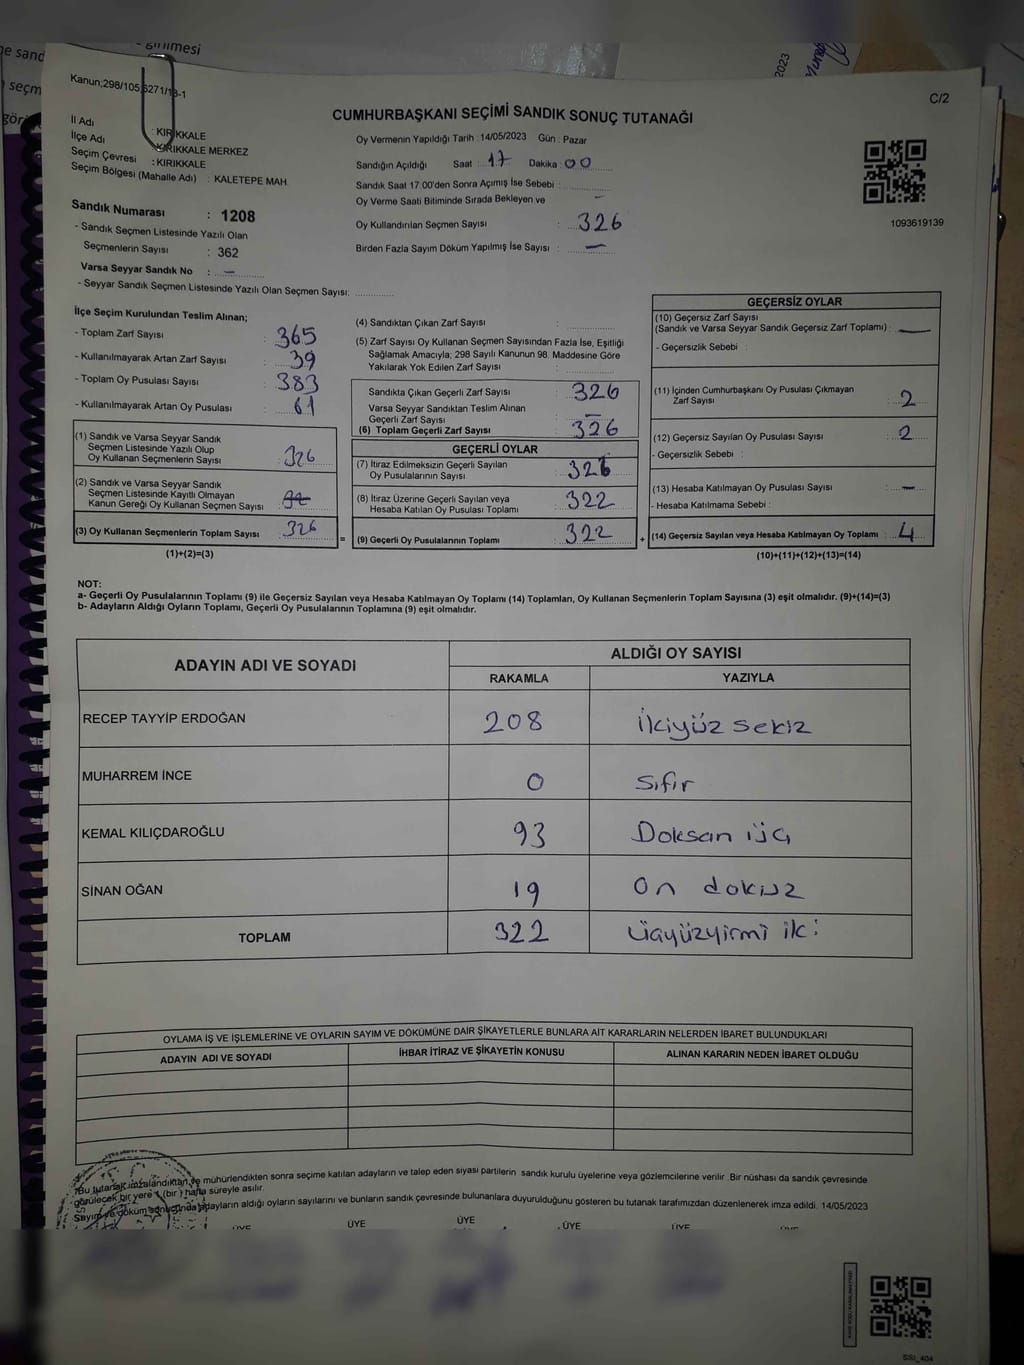 girilmesi
e sand
seçm
gör
2023
Kanun;298/105,6271/18-1
C/2
CUMHURBAŞKANI SEÇİMİ SANDIK SONUÇ TUTANAĞI
İl Adı : KIRIKKALE
İlçe Adı : KIRIKKALE MERKEZ
Seçim Çevresi : KIRIKKALE
Seçim Bölgesi (Mahalle Adı) : KALETEPE MAH.
Oy Vermenin Yapıldığı Tarih : 14/05/2023 Gün : Pazar
Sandığın Açıldığı Saat : 17 Dakika : 00
Sandık Saat 17.00'den Sonra Açımış İse Sebebi :
Oy Verme Saati Bitiminde Sırada Bekleyen ve –
Oy Kullandırılan Seçmen Sayısı : 326
Birden Fazla Sayım Döküm Yapılmış İse Sayısı : –
1093619139
Sandık Numarası : 1208
- Sandık Seçmen Listesinde Yazılı Olan
Seçmenlerin Sayısı : 362
Varsa Seyyar Sandık No : –
- Seyyar Sandık Seçmen Listesinde Yazılı Olan Seçmen Sayısı:
İlçe Seçim Kurulundan Teslim Alınan;
- Toplam Zarf Sayısı : 365
- Kullanılmayarak Artan Zarf Sayısı : 39
- Toplam Oy Pusulası Sayısı : 383
- Kullanılmayarak Artan Oy Pusulası : 61
(1) Sandık ve Varsa Seyyar Sandık
Seçmen Listesinde Yazılı Olup
Oy Kullanan Seçmenlerin Sayısı : 326
(2) Sandık ve Varsa Seyyar Sandık
Seçmen Listesinde Kayıtlı Olmayan
Kanun Gereği Oy Kullanan Seçmen Sayısı :
(3) Oy Kullanan Seçmenlerin Toplam Sayısı : 326
(1)+(2)=(3)
(4) Sandıktan Çıkan Zarf Sayısı :
(5) Zarf Sayısı Oy Kullanan Seçmen Sayısından Fazla İse, Eşitliği
Sağlamak Amacıyla; 298 Sayılı Kanunun 98. Maddesine Göre
Yakılarak Yok Edilen Zarf Sayısı :
Sandıkta Çıkan Geçerli Zarf Sayısı : 326
Varsa Seyyar Sandıktan Teslim Alınan
Geçerli Zarf Sayısı : –
(6) Toplam Geçerli Zarf Sayısı : 326
GEÇERLİ OYLAR
(7) İtiraz Edilmeksizin Geçerli Sayılan
Oy Pusulalarının Sayısı : 326
(8) İtiraz Üzerine Geçerli Sayılan veya
Hesaba Katılan Oy Pusulası Toplamı : 322
= (9) Geçerli Oy Pusulalarının Toplamı : 322
GEÇERSİZ OYLAR
(10) Geçersiz Zarf Sayısı
(Sandık ve Varsa Seyyar Sandık Geçersiz Zarf Toplamı) : –
- Geçersizlik Sebebi :
(11) İçinden Cumhurbaşkanı Oy Pusulası Çıkmayan
Zarf Sayısı : 2
(12) Geçersiz Sayılan Oy Pusulası Sayısı : 2
- Geçersizlik Sebebi :
(13) Hesaba Katılmayan Oy Pusulası Sayısı : –
- Hesaba Katılmama Sebebi :
+ (14) Geçersiz Sayılan veya Hesaba Katılmayan Oy Toplamı : 4
(10)+(11)+(12)+(13)=(14)
NOT:
a- Geçerli Oy Pusulalarının Toplamı (9) ile Geçersiz Sayılan veya Hesaba Katılmayan Oy Toplamı (14) Toplamları, Oy Kullanan Seçmenlerin Toplam Sayısına (3) eşit olmalıdır. (9)+(14)=(3)
b- Adayların Aldığı Oyların Toplamı, Geçerli Oy Pusulalarının Toplamına (9) eşit olmalıdır.
ADAYIN ADI VE SOYADI
ALDIĞI OY SAYISI
RAKAMLA YAZIYLA
RECEP TAYYİP ERDOĞAN 208 İkiyüz sekiz
MUHARREM İNCE 0 Sıfır
KEMAL KILIÇDAROĞLU 93 Doksan üç
SİNAN OĞAN 19 On dokuz
TOPLAM 322 üçyüzyirmi iki
OYLAMA İŞ VE İŞLEMLERİNE VE OYLARIN SAYIM VE DÖKÜMÜNE DAİR ŞİKAYETLERLE BUNLARA AİT KARARLARIN NELERDEN İBARET BULUNDUKLARI
ADAYIN ADI VE SOYADI İHBAR İTİRAZ VE ŞİKAYETİN KONUSU ALINAN KARARIN NEDEN İBARET OLDUĞU
Bu tutanak imzalandıktan ve mühürlendikten sonra seçime katılan adayların ve talep eden siyasi partilerin sandık kurulu üyelerine veya gözlemcilerine verilir. Bir nüshası da sandık çevresinde
görülecek bir yere 1 (bir) hafta süreyle asılır.
Sayım ve döküm sonucunda adayların aldığı oyların sayılarını ve bunların sandık çevresinde bulunanlara duyurulduğunu gösteren bu tutanak tarafımızdan düzenlenerek imza edildi. 14/05/2023
ÜYE ÜYE ÜYE ÜYE ÜYE ÜYE
SSI_404